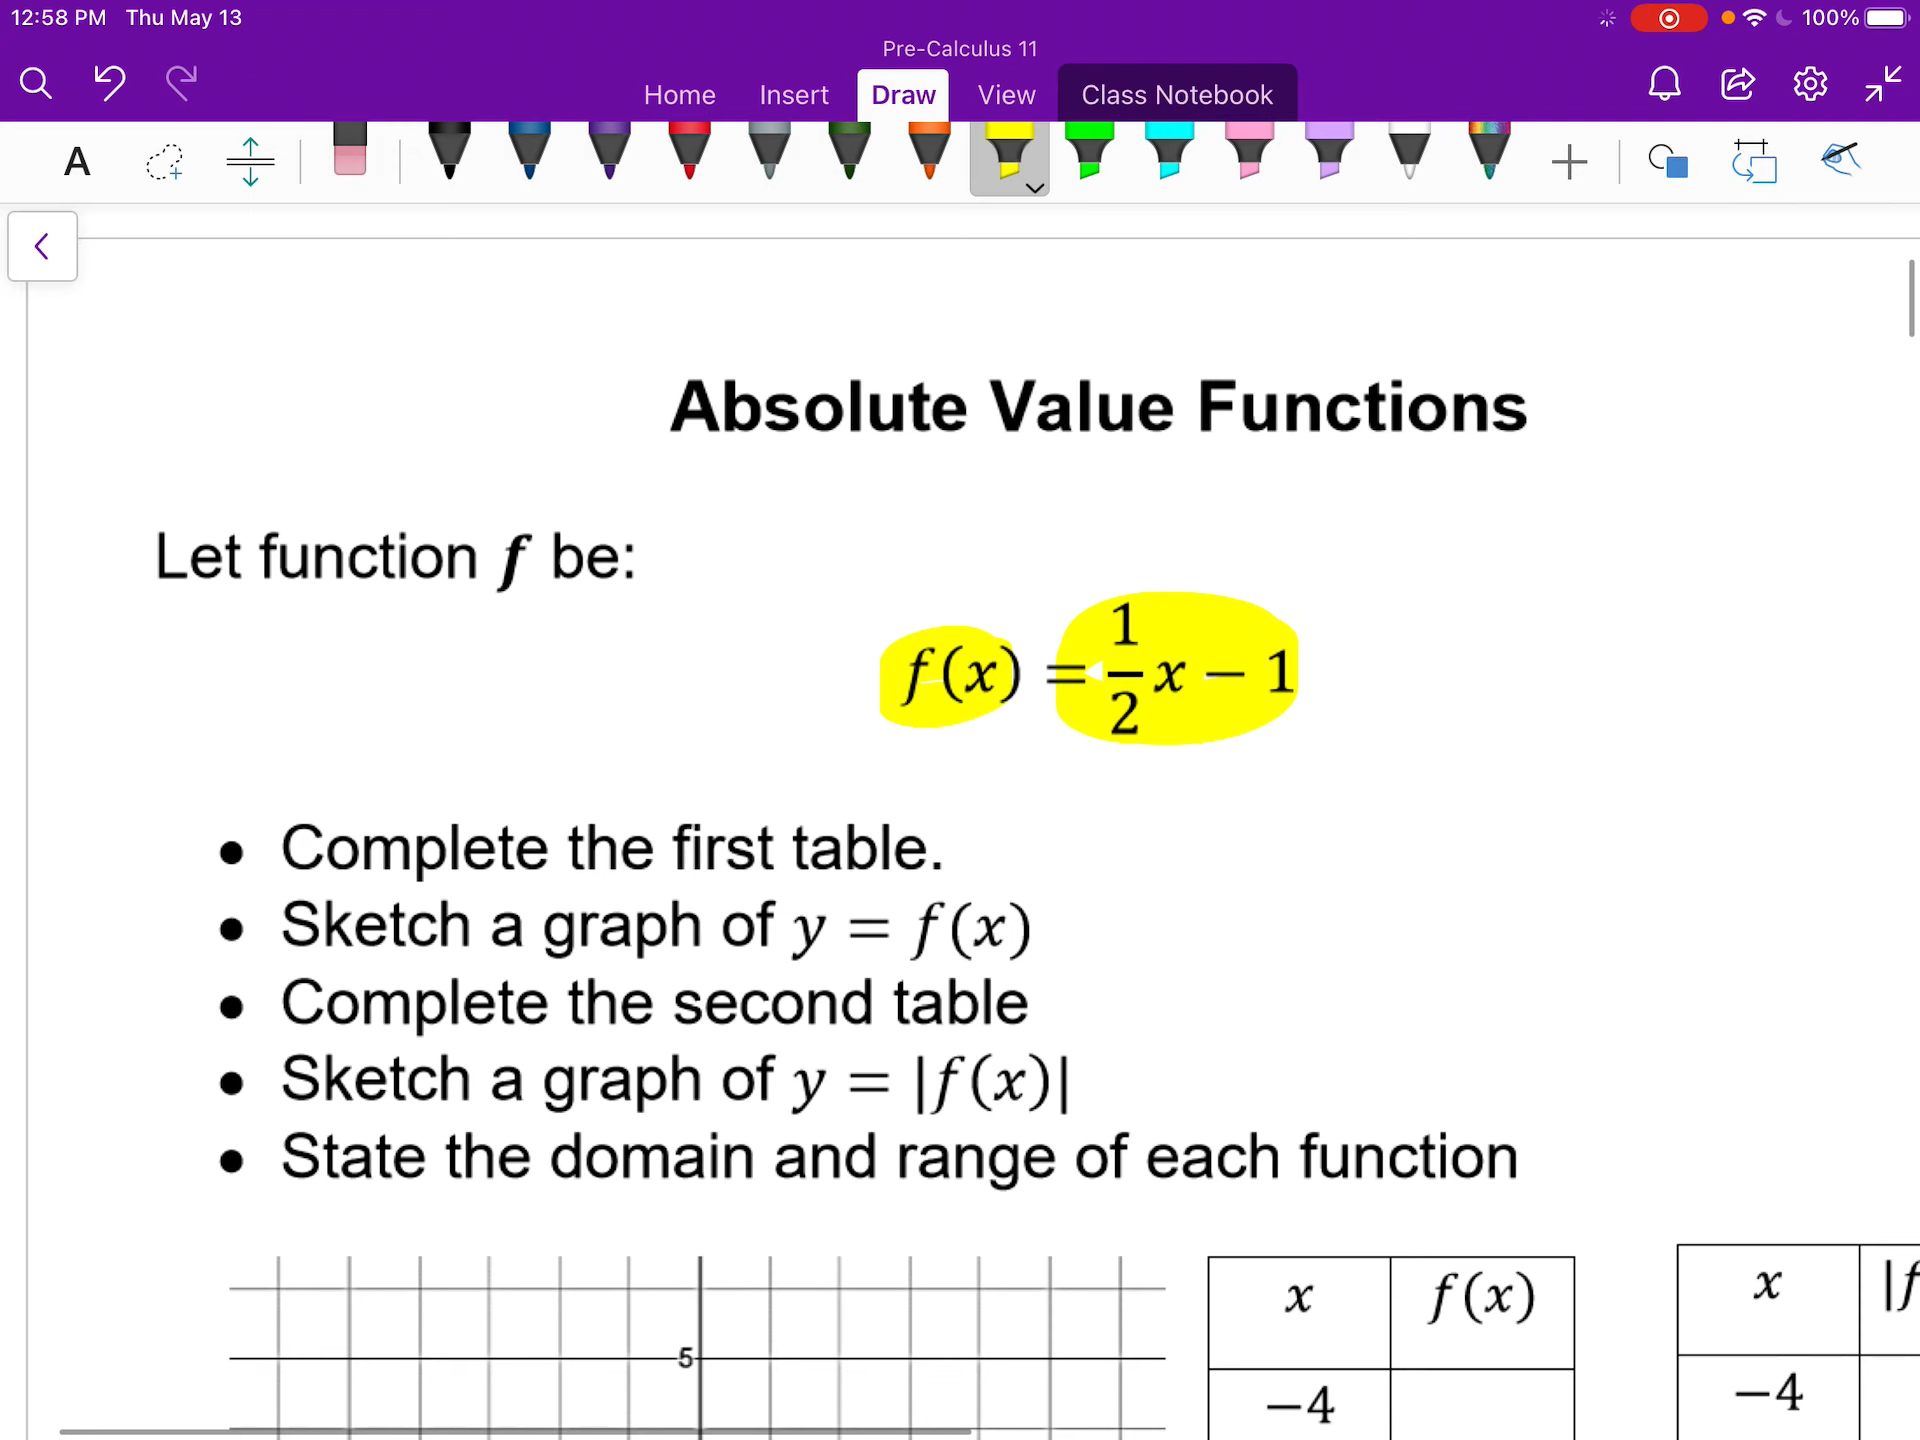 12:58 PM Thu May 13
100%
Pre-Calculus 11
Home Insert Draw View Class Notebook
A
Absolute Value Functions
Let function f be:
f(x) = 1/2 x − 1
• Complete the first table.
• Sketch a graph of y = f(x)
• Complete the second table
• Sketch a graph of y = |f(x)|
• State the domain and range of each function
x f(x)
x |f
5
−4
−4